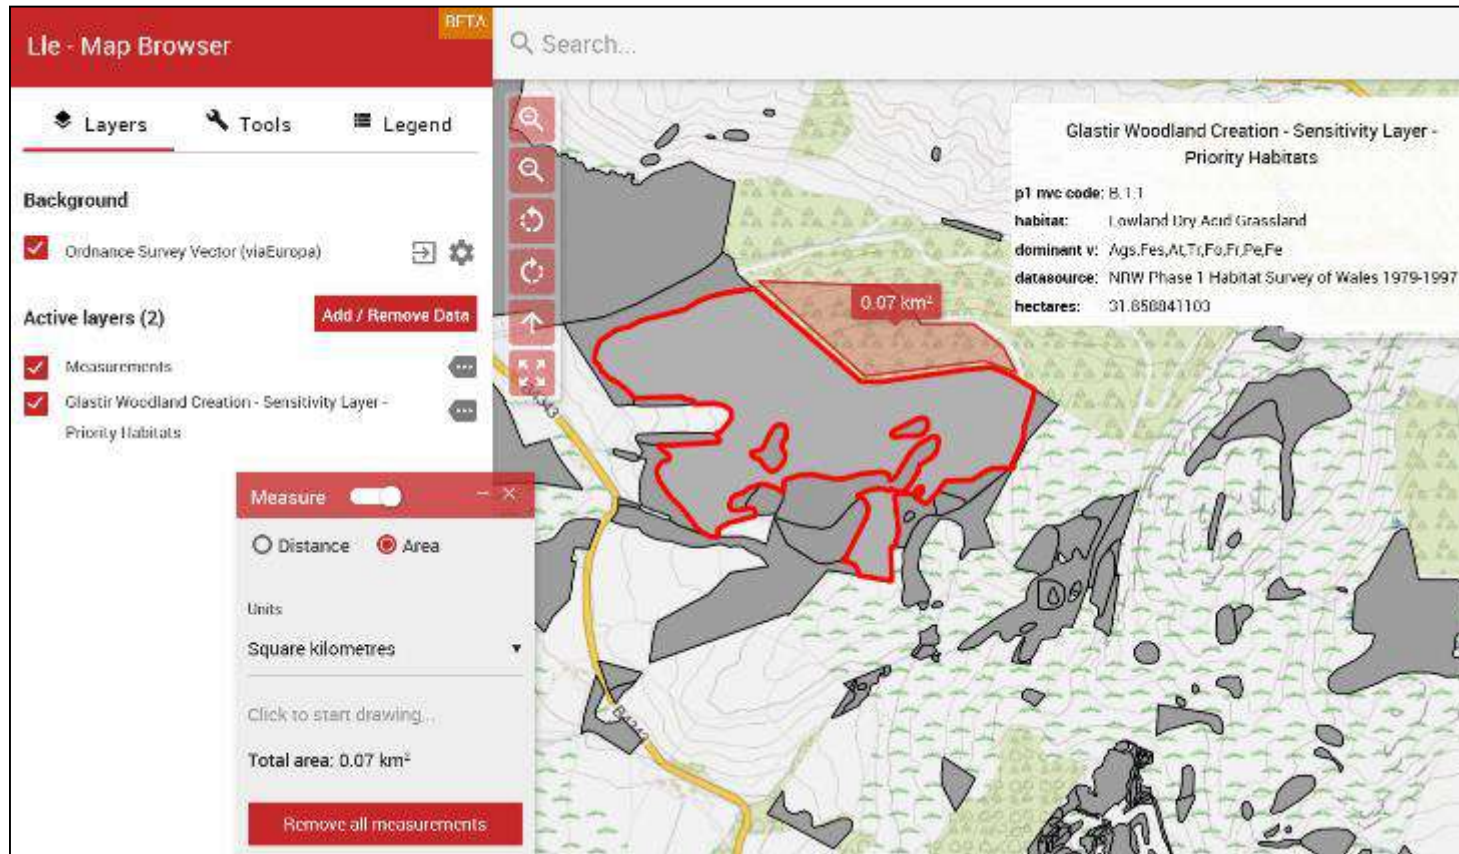 Lle - Map Browser
BETA
Search...
Layers
Tools
Legend
Background
Ordnance Survey Vector (viaEuropa)
Active layers (2)
Add / Remove Data
Measurements
Glastir Woodland Creation - Sensitivity Layer -
Priority Habitats
Measure
Distance
Area
Units
Square kilometres
Click to start drawing...
Total area: 0.07 km²
Remove all measurements
0.07 km²
Glastir Woodland Creation - Sensitivity Layer -
Priority Habitats
p1 nvc code: B.1.1
habitat: Lowland Dry Acid Grassland
dominant v: Ags,Fes,At,Tr,Fo,Fr,Pe,Fe
datasource: NRW Phase 1 Habitat Survey of Wales 1979-1997
hectares: 31.658841103